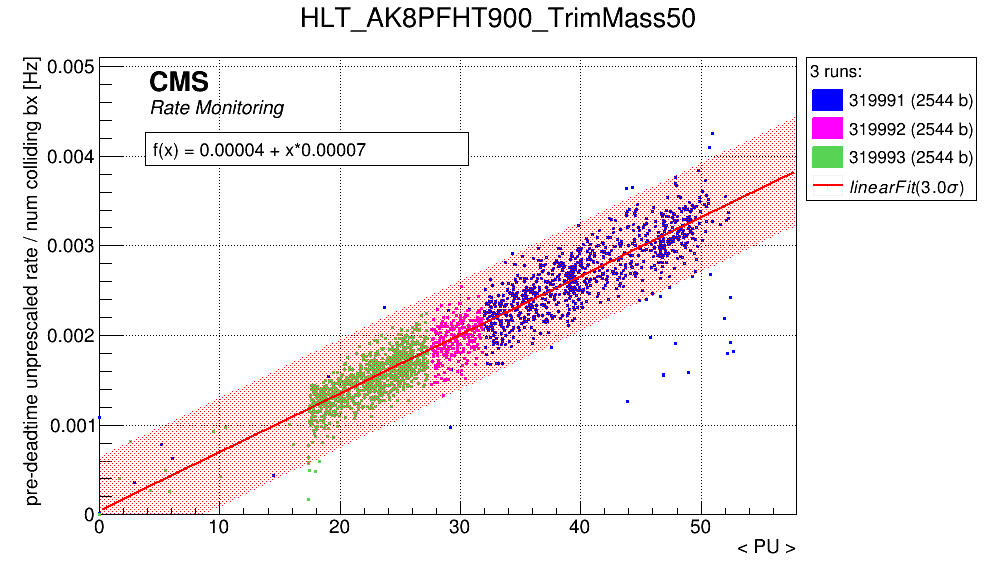 HLT_AK8PFHT900_TrimMass50
pre-deadtime unprescaled rate / num colliding bx [Hz]
0.005
0.004
0.003
0.002
0.001
0
CMS
Rate Monitoring
f(x) = 0.00004 + x*0.00007
0 10 20 30 40 50
< PU >
3 runs:
319991 (2544 b)
319992 (2544 b)
319993 (2544 b)
linearFit(3.0σ)